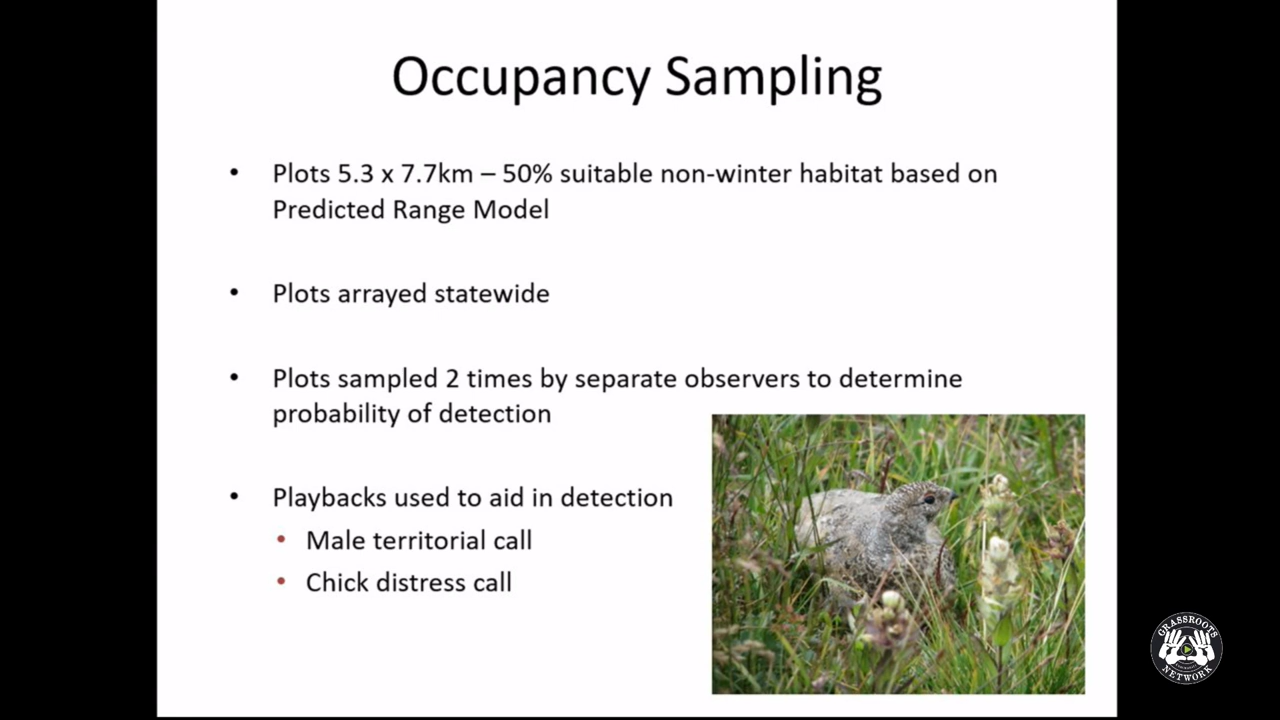 Occupancy Sampling
• Plots 5.3 x 7.7km – 50% suitable non-winter habitat based on
Predicted Range Model
• Plots arrayed statewide
• Plots sampled 2 times by separate observers to determine
probability of detection
• Playbacks used to aid in detection
• Male territorial call
• Chick distress call
GRASSROOTS
NETWORK